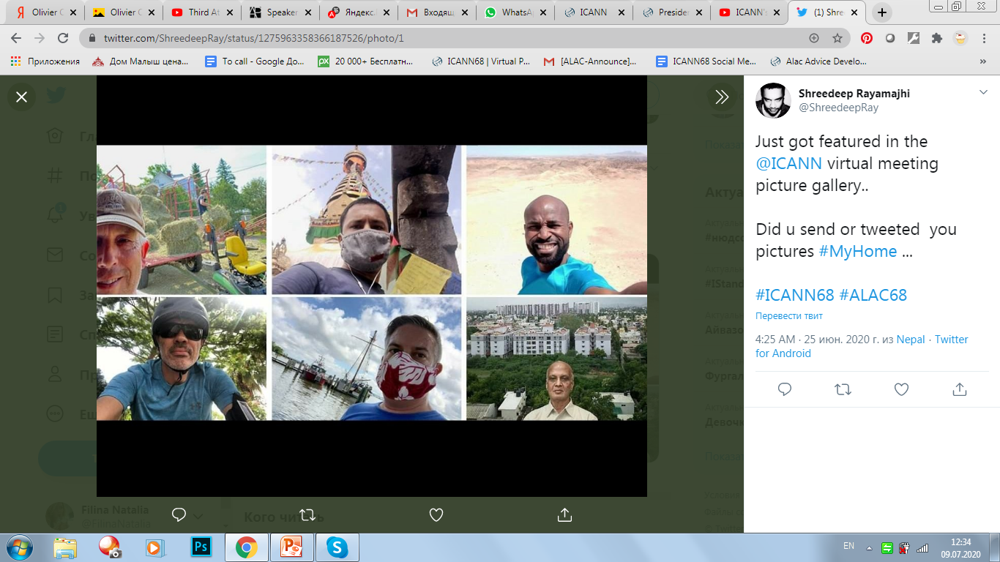 Olivier C
Olivier C
Third At
Speaker
Яндекс.
Входящ
WhatsA
ICANN
Presider
ICANN's
(1) Shre
twitter.com/ShreedeepRay/status/1275963358366187526/photo/1
Приложения
Дом Малыш цена...
To call - Google До...
20 000+ Бесплатн...
ICANN68 | Virtual P...
[ALAC-Announce]...
ICANN68 Social Me...
Alac Advice Develo...
»
Shreedeep Rayamajhi
@ShreedeepRay
Just got featured in the
@ICANN virtual meeting
picture gallery..
Did u send or tweeted you
pictures #MyHome ...
#ICANN68 #ALAC68
Перевести твит
4:25 AM · 25 июн. 2020 г. из Nepal · Twitter
for Android
Filina Natalia
@FilinaNatalia
Кого читать
EN
12:34
09.07.2020